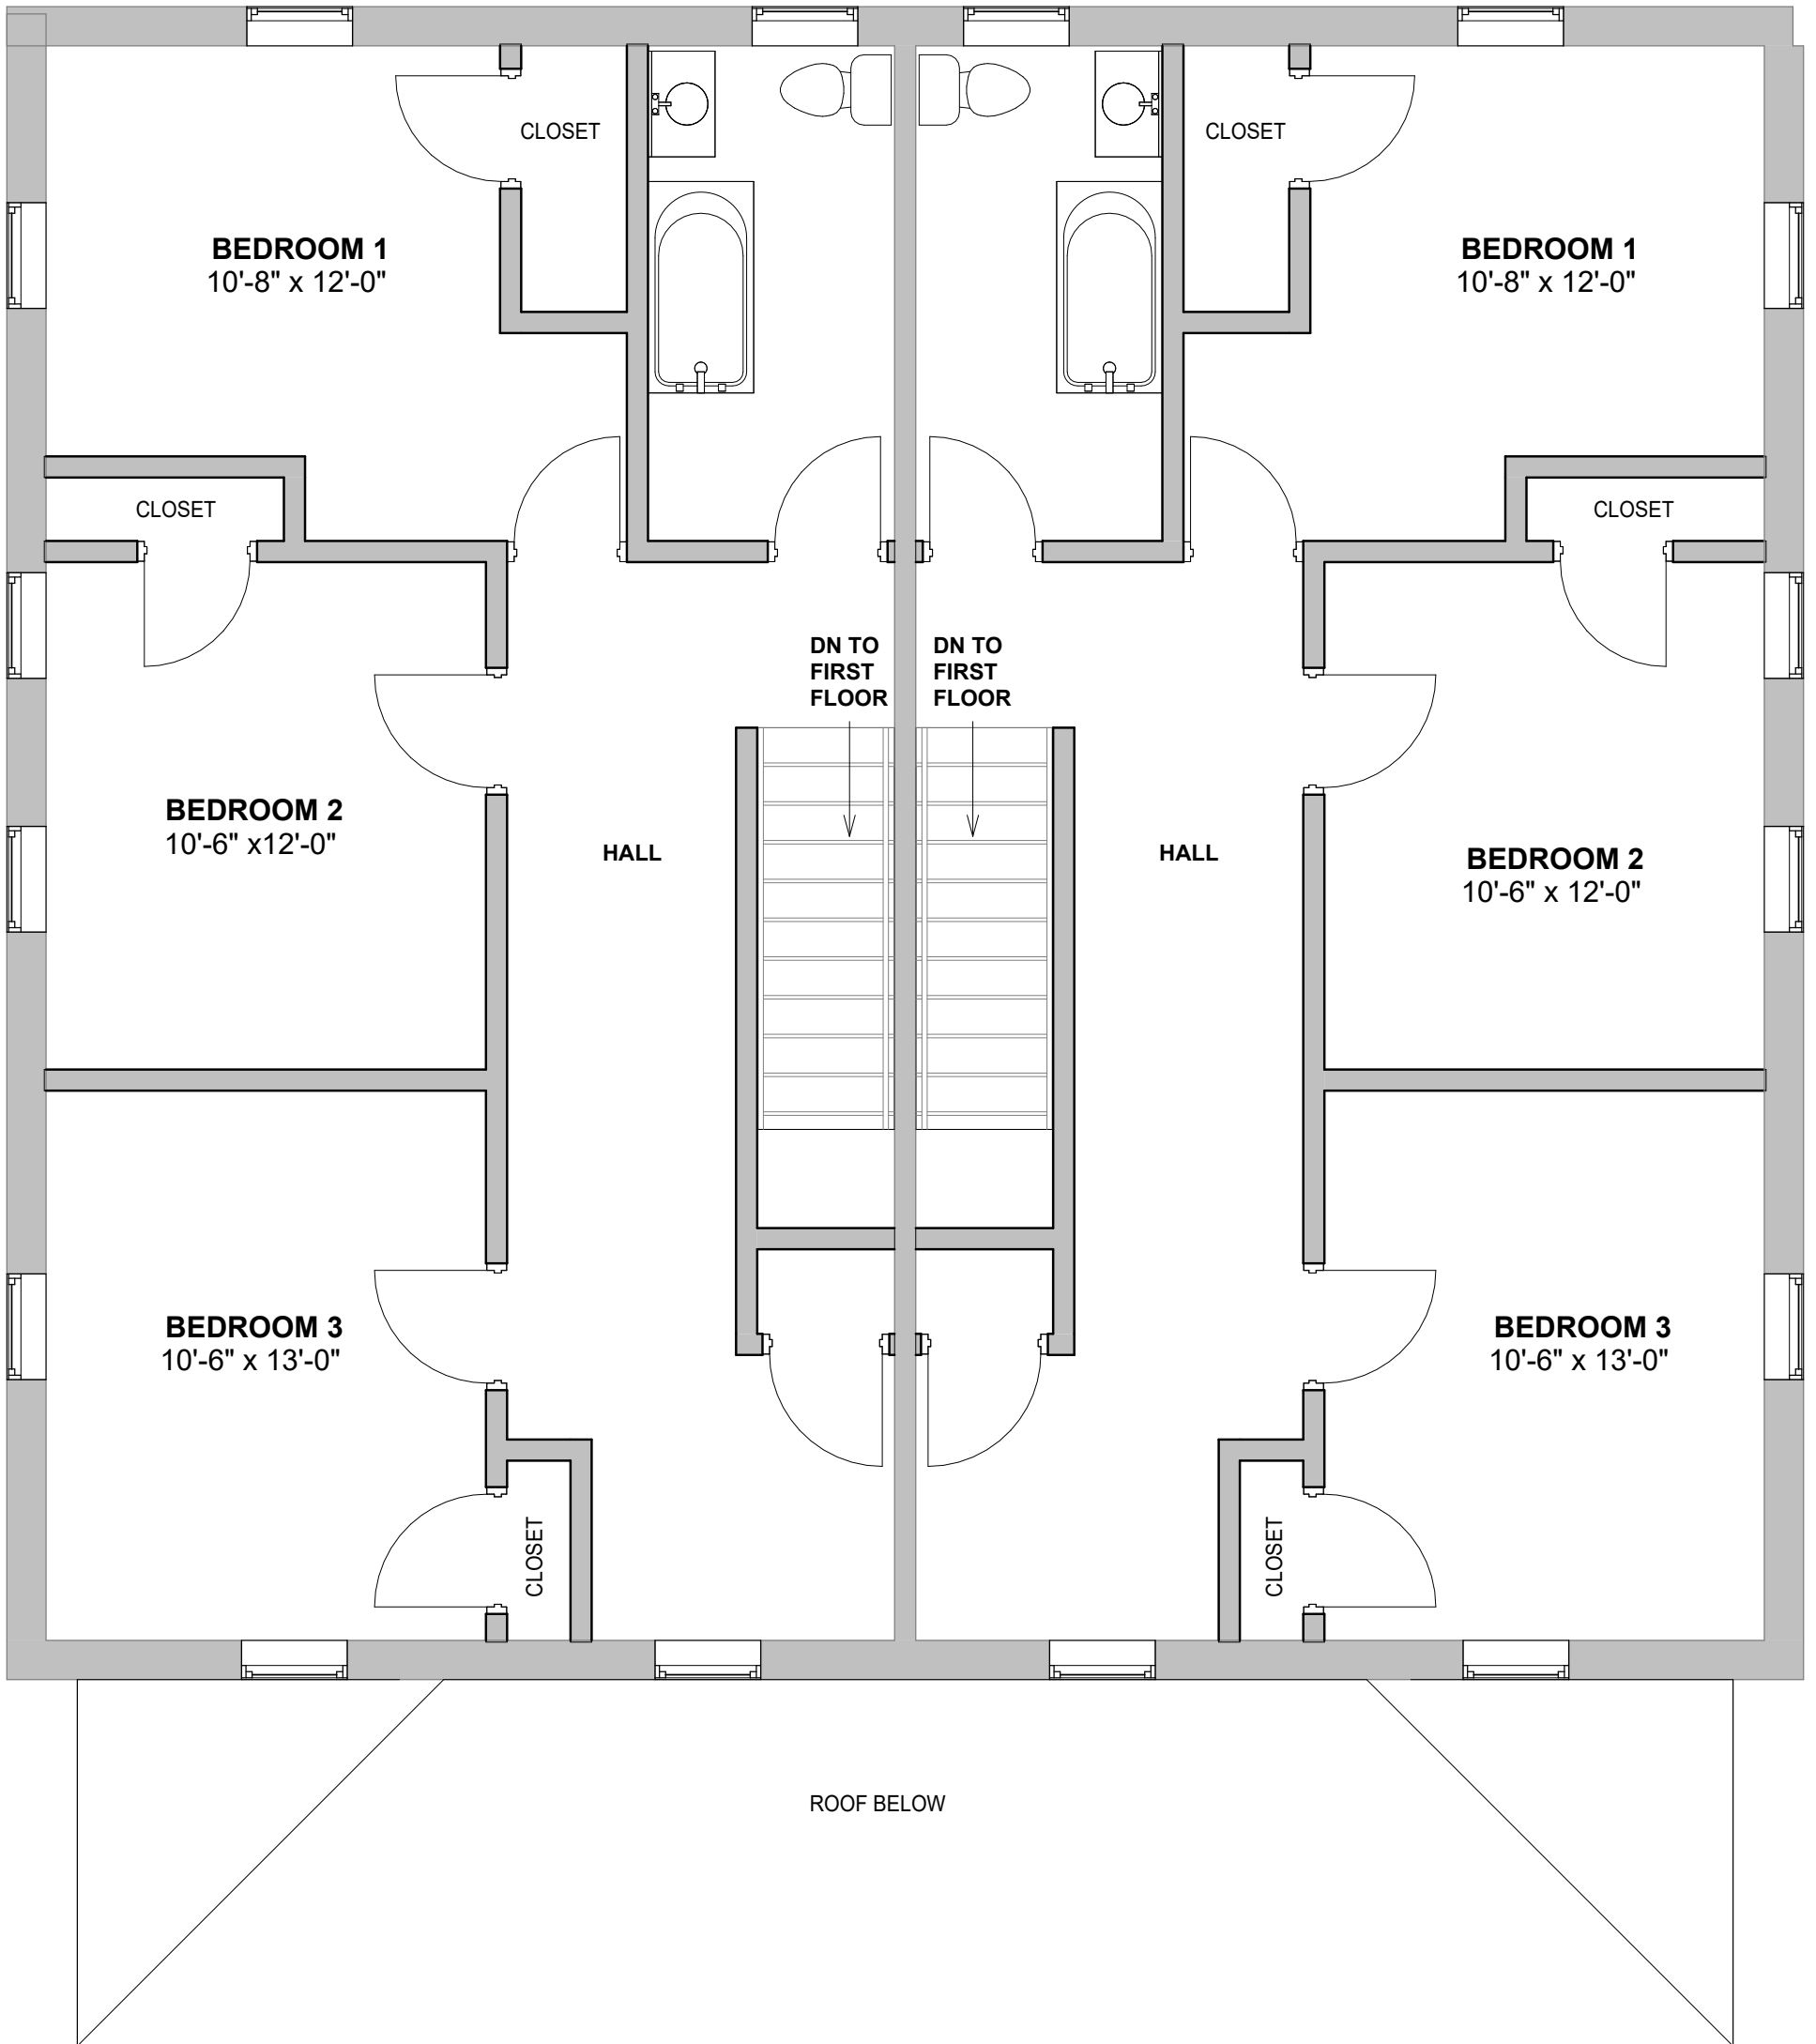 CLOSET
CLOSET
BEDROOM 1
10'-8" x 12'-0"
BEDROOM 1
10'-8" x 12'-0"
CLOSET
CLOSET
DN TO
FIRST
FLOOR
DN TO
FIRST
FLOOR
BEDROOM 2
10'-6" x12'-0"
HALL
HALL
BEDROOM 2
10'-6" x 12'-0"
BEDROOM 3
10'-6" x 13'-0"
BEDROOM 3
10'-6" x 13'-0"
CLOSET
CLOSET
ROOF BELOW